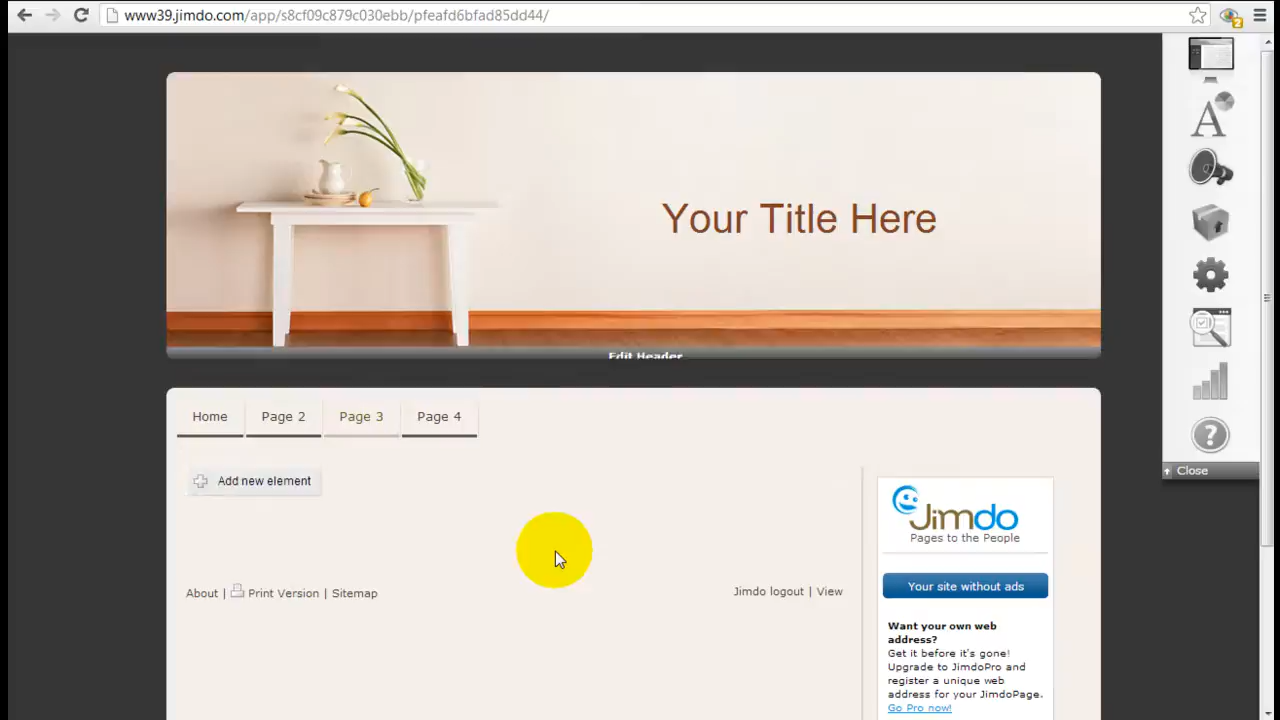 www39.jimdo.com/app/s8cf09c879c030ebb/pfeafd6bfad85dd44/
2
A
Your Title Here
Edit Header
Home Page 2 Page 3 Page 4
?
Close
Add new element
Jimdo
Pages to the People
Your site without ads
About | Print Version | Sitemap
Jimdo logout | View
Want your own web
address?
Get it before it's gone!
Upgrade to JimdoPro and
register a unique web
address for your JimdoPage.
Go Pro now!